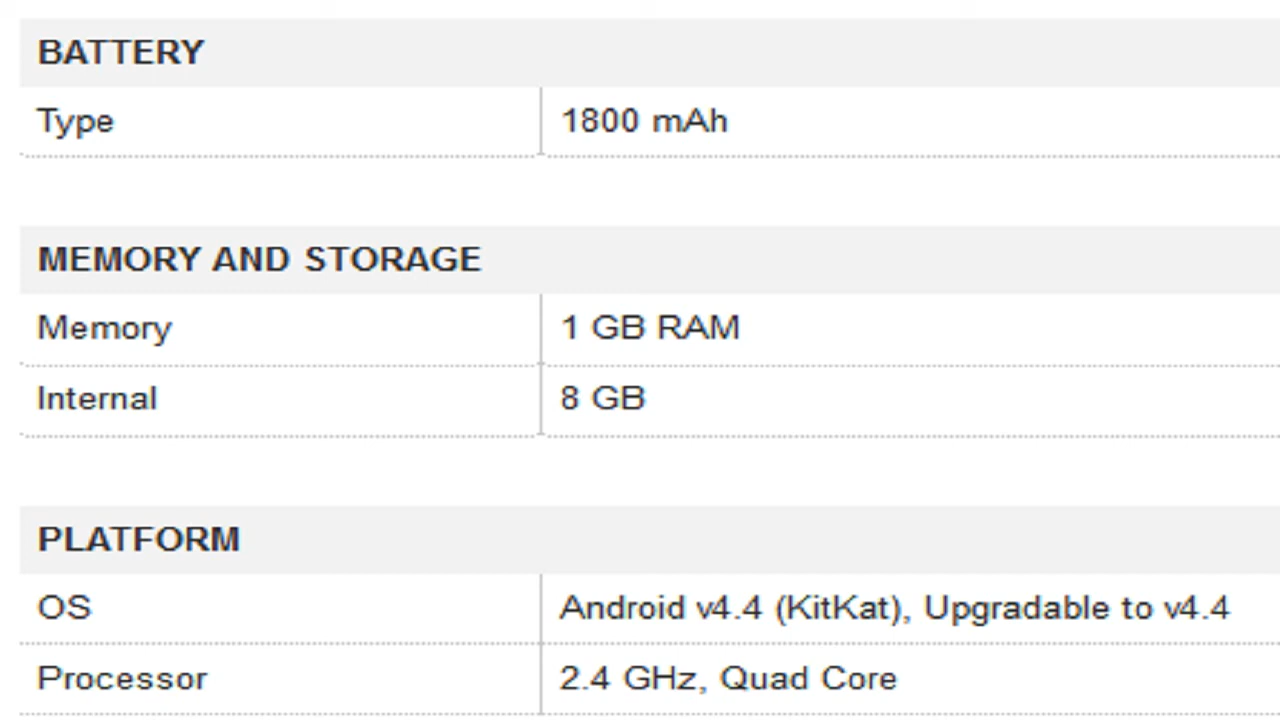 BATTERY
Type 1800 mAh
MEMORY AND STORAGE
Memory 1 GB RAM
Internal 8 GB
PLATFORM
OS Android v4.4 (KitKat), Upgradable to v4.4
Processor 2.4 GHz, Quad Core